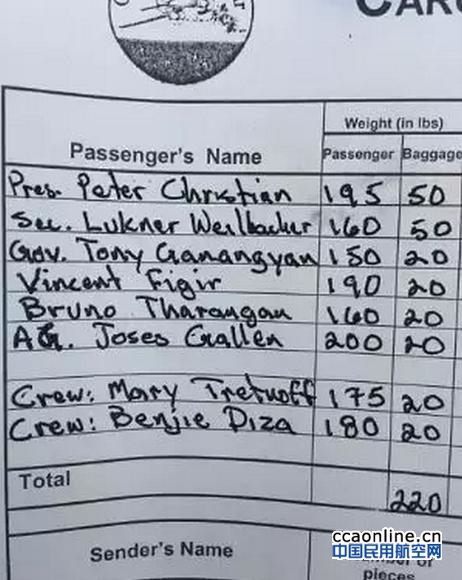 CAR
Weight (in lbs)
Passenger's Name Passenger Baggage
Pres. Peter Christian 195 50
Sec. Lukner Weilbacher 160 50
Gov. Tony Ganangyan 150 20
Vincent Figir 190 20
Bruno Tharangan 160 20
AG. Joses Gallen 200 20
Crew: Mary Tretnoff 175 20
Crew: Benjie Diza 180 20
Total
220
Sender's Name
number of
pieces
ccaonline.cn
中国民用航空网